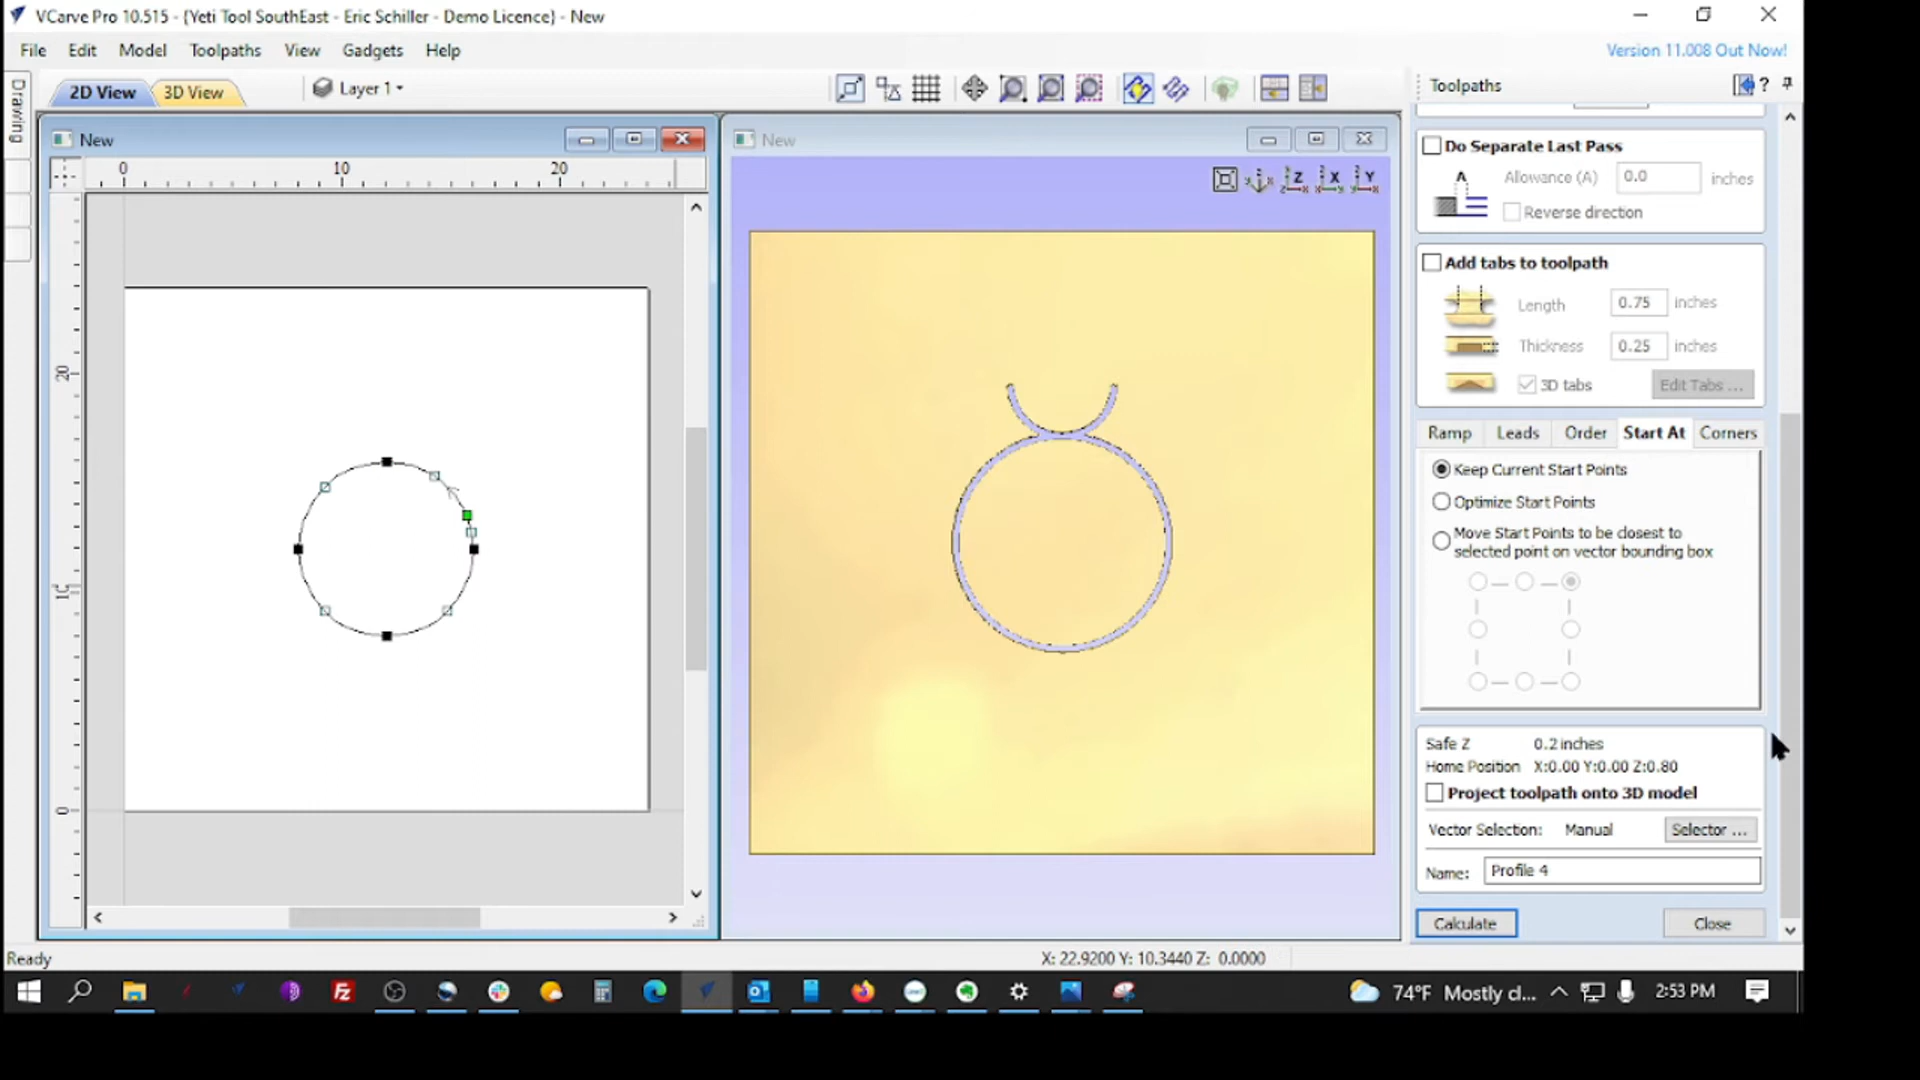 VCarve Pro 10.515 - {Yeti Tool SouthEast - Eric Schiller - Demo Licence} - New
File Edit Model Toolpaths View Gadgets Help
Version 11.008 Out Now!
Drawing
2D View 3D View
Layer 1
Toolpaths
?
New
New
0 10 20
20
10
0
Z X Y
Do Separate Last Pass
A
Allowance (A) 0.0 inches
Reverse direction
Add tabs to toolpath
Length 0.75 inches
Thickness 0.25 inches
3D tabs Edit Tabs ...
Ramp Leads Order Start At Corners
Keep Current Start Points
Optimize Start Points
Move Start Points to be closest to
selected point on vector bounding box
Safe Z 0.2 inches
Home Position X:0.00 Y:0.00 Z:0.80
Project toolpath onto 3D model
Vector Selection: Manual Selector ...
Name: Profile 4
Calculate Close
Ready
X: 22.9200 Y: 10.3440 Z: 0.0000
74°F Mostly cl... 2:53 PM